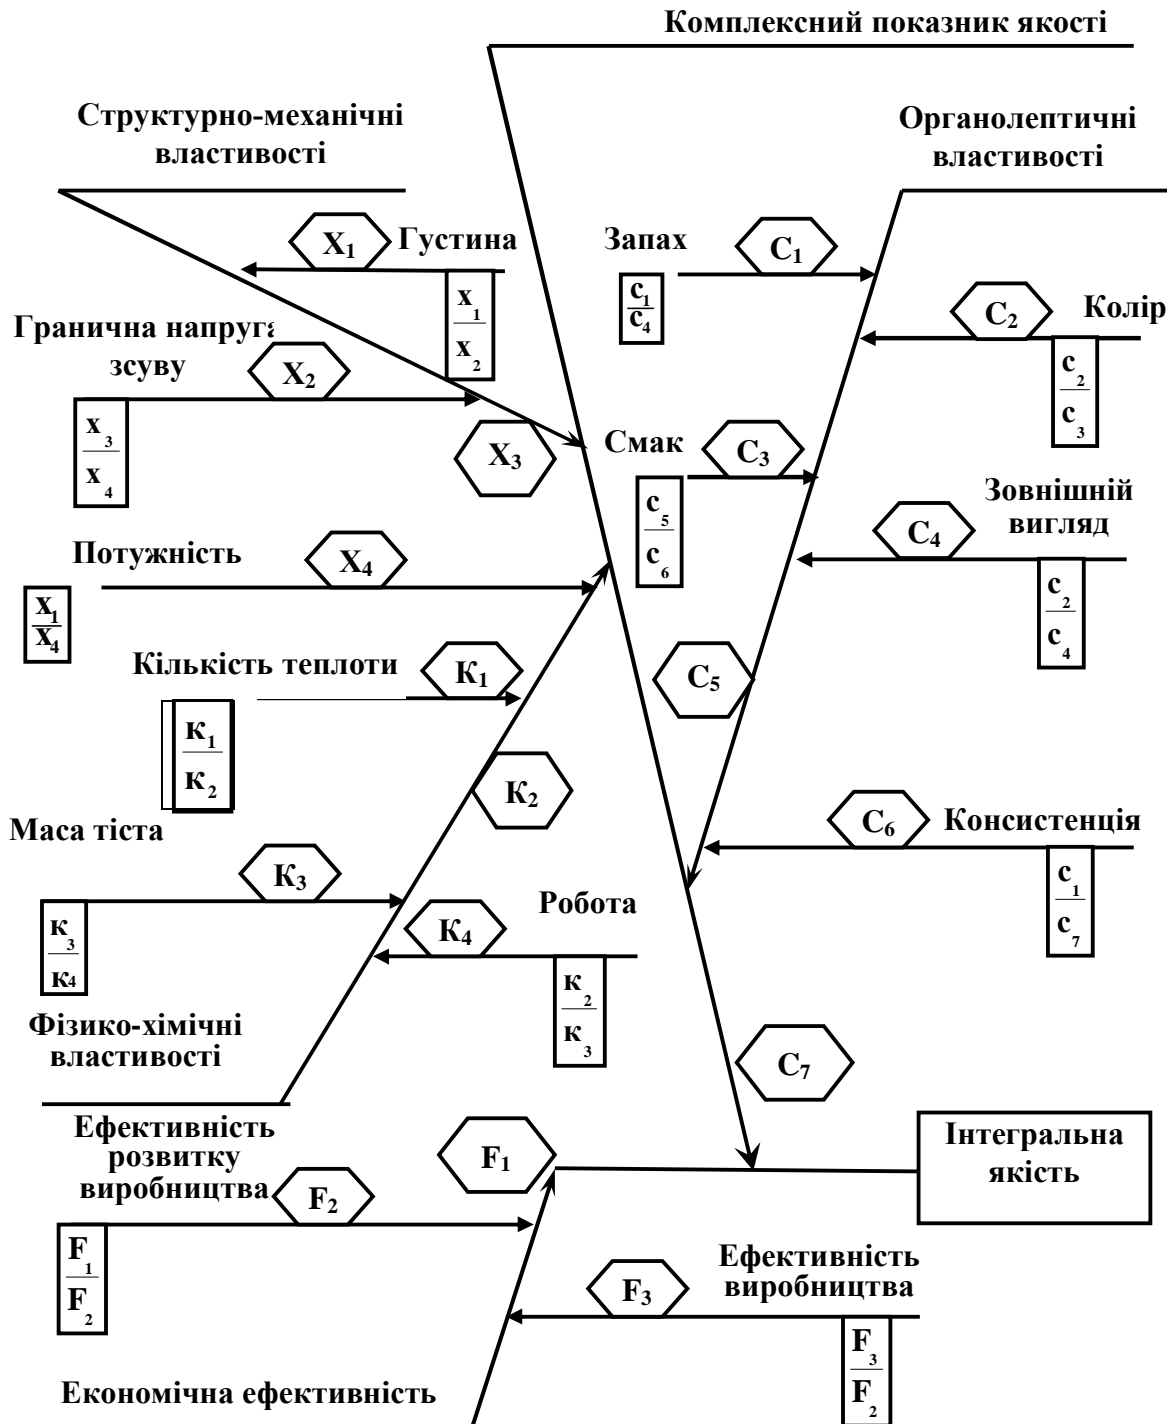 Комплексний показник якості
Структурно-механічні
властивості
Органолептичні
властивості
X₁
Густина
x₁
x₂
Гранична напруга
зсуву
X₂
x₃
x₄
X₃
Запах
C₁
c₁
c₄
C₂
Колір
c₂
c₃
Смак
C₃
c₅
c₆
Зовнішній
вигляд
C₄
c₂
c₄
Потужність
X₄
x₁
x₄
Кількість теплоти
К₁
к₁
к₂
C₅
К₂
Маса тіста
К₃
к₃
к₄
C₆
Консистенція
c₁
c₇
Робота
К₄
к₂
к₃
Фізико-хімічні
властивості
C₇
Ефективність
розвитку
виробництва
F₁
F₂
F₁
F₂
Інтегральна
якість
Ефективність
виробництва
F₃
F₃
F₂
Економічна ефективність